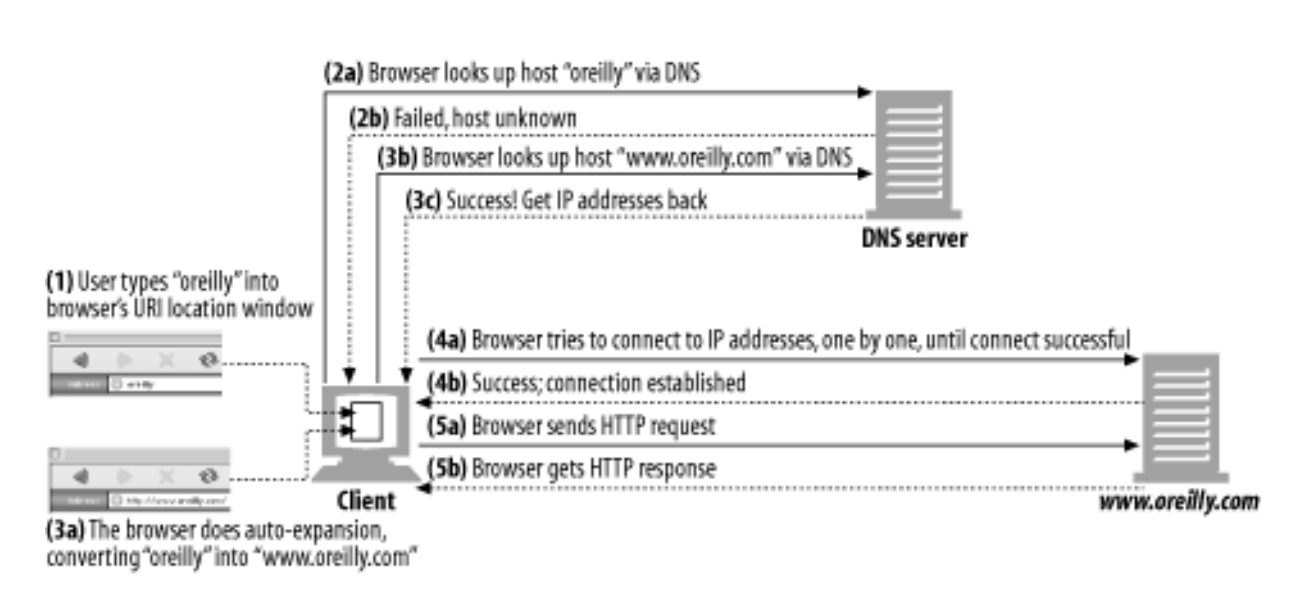 (2a) Browser looks up host “oreilly” via DNS
(2b) Failed, host unknown
(3b) Browser looks up host “www.oreilly.com” via DNS
(3c) Success! Get IP addresses back
DNS server
(1) User types “oreilly” into
browser’s URI location window
oreilly
(4a) Browser tries to connect to IP addresses, one by one, until connect successful
(4b) Success; connection established
(5a) Browser sends HTTP request
(5b) Browser gets HTTP response
http://www.oreilly.com/
Client
www.oreilly.com
(3a) The browser does auto-expansion,
converting “oreilly” into “www.oreilly.com”